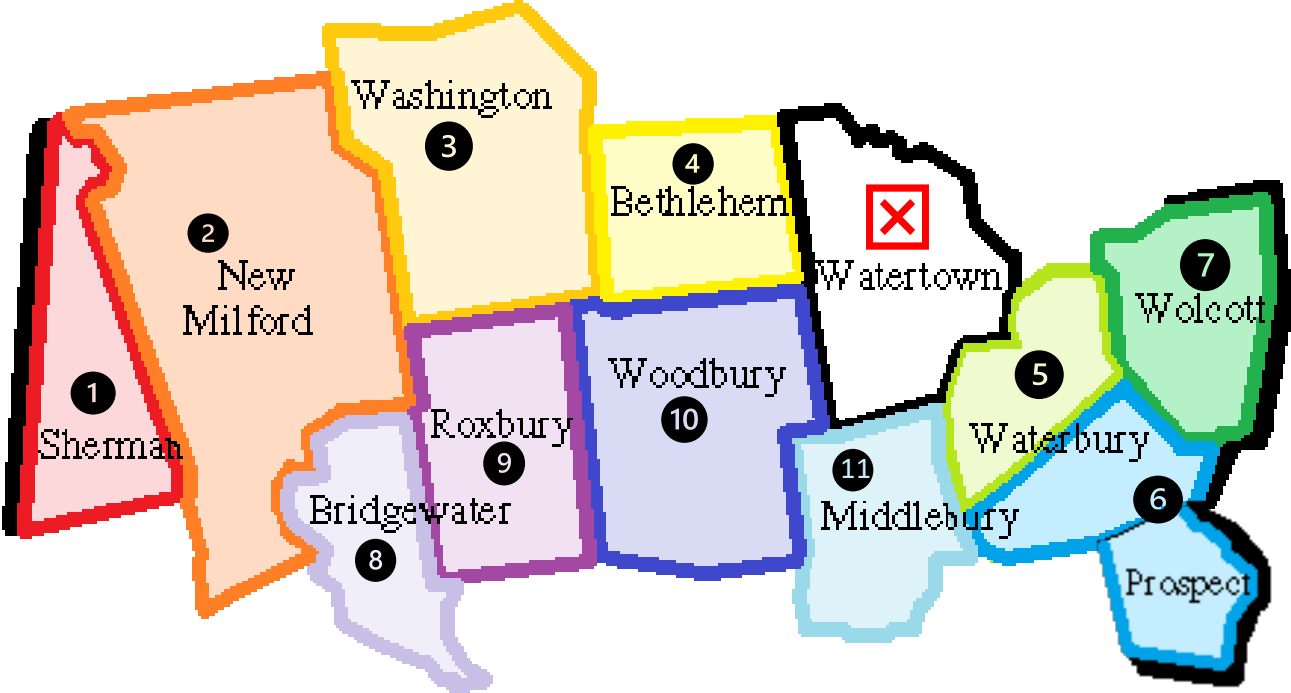 Washington
3
4
Bethlehem
2
New
Milford
Watertown
7
Wolcott
1
Sherman
5
Waterbury
Woodbury
10
Roxbury
9
11
Middlebury
6
Bridgewater
8
Prospect